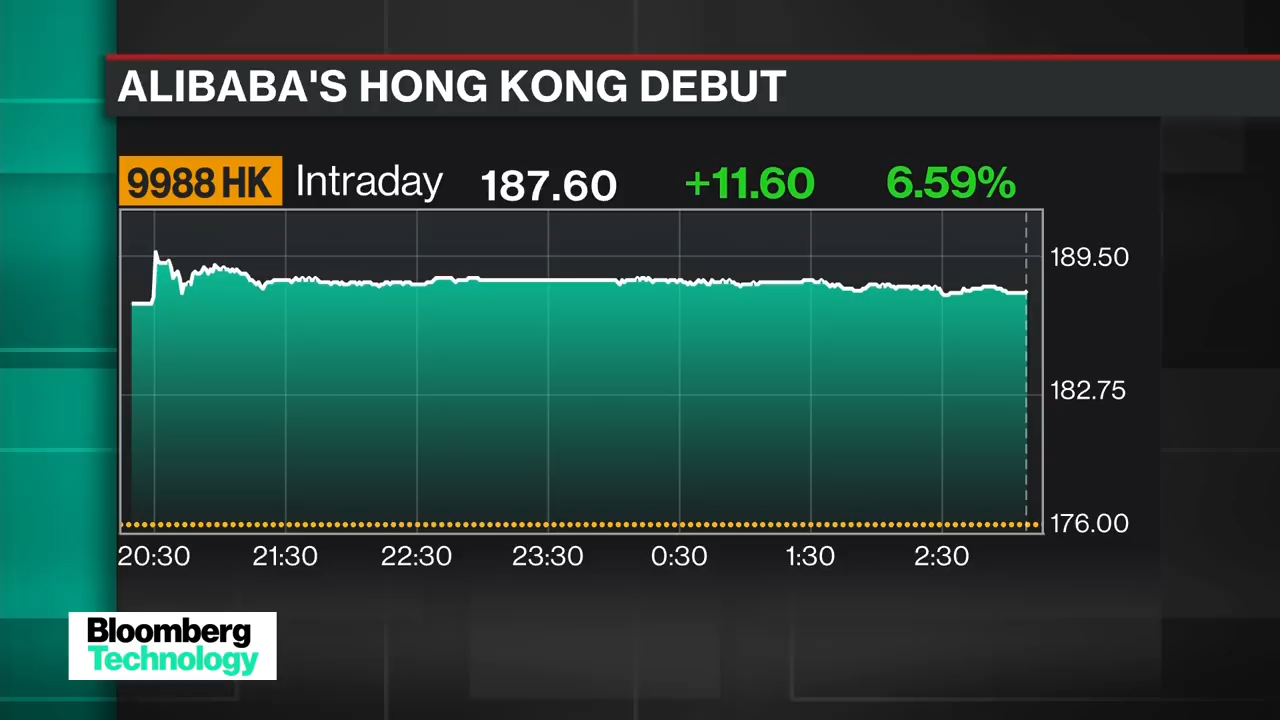 ALIBABA'S HONG KONG DEBUT
9988 HK Intraday 187.60 +11.60 6.59%
189.50
182.75
176.00
20:30 21:30 22:30 23:30 0:30 1:30 2:30
Bloomberg
Technology